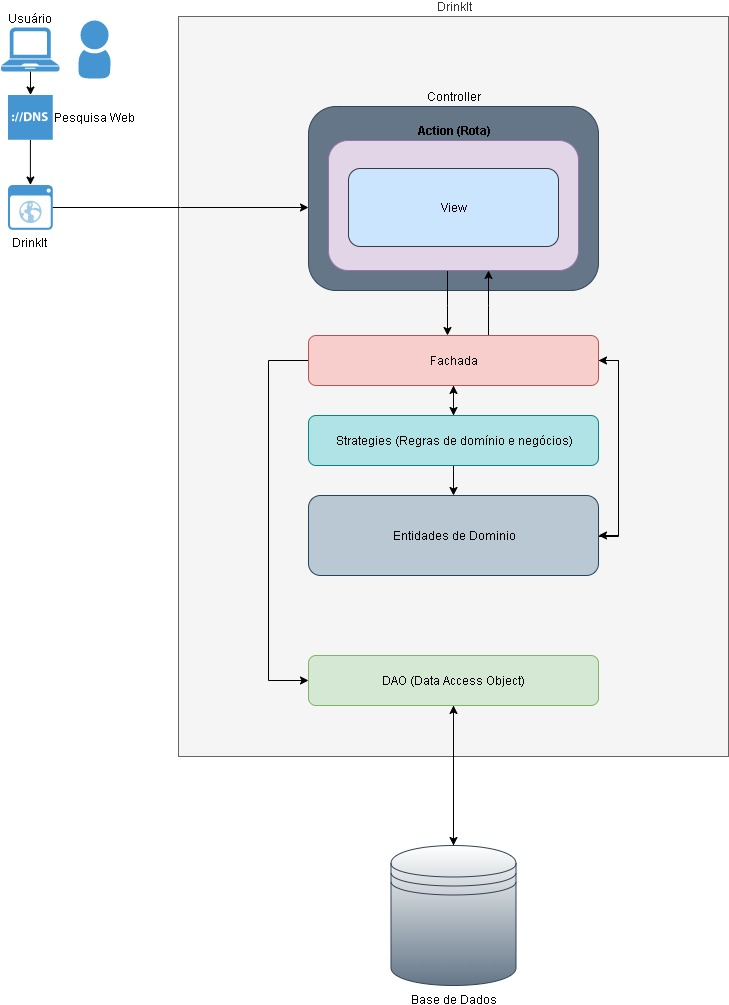 DrinkIt
Usuário
://DNS
Pesquisa Web
DrinkIt
Controller
Action (Rota)
View
Fachada
Strategies (Regras de domínio e negócios)
Entidades de Domínio
DAO (Data Access Object)
Base de Dados